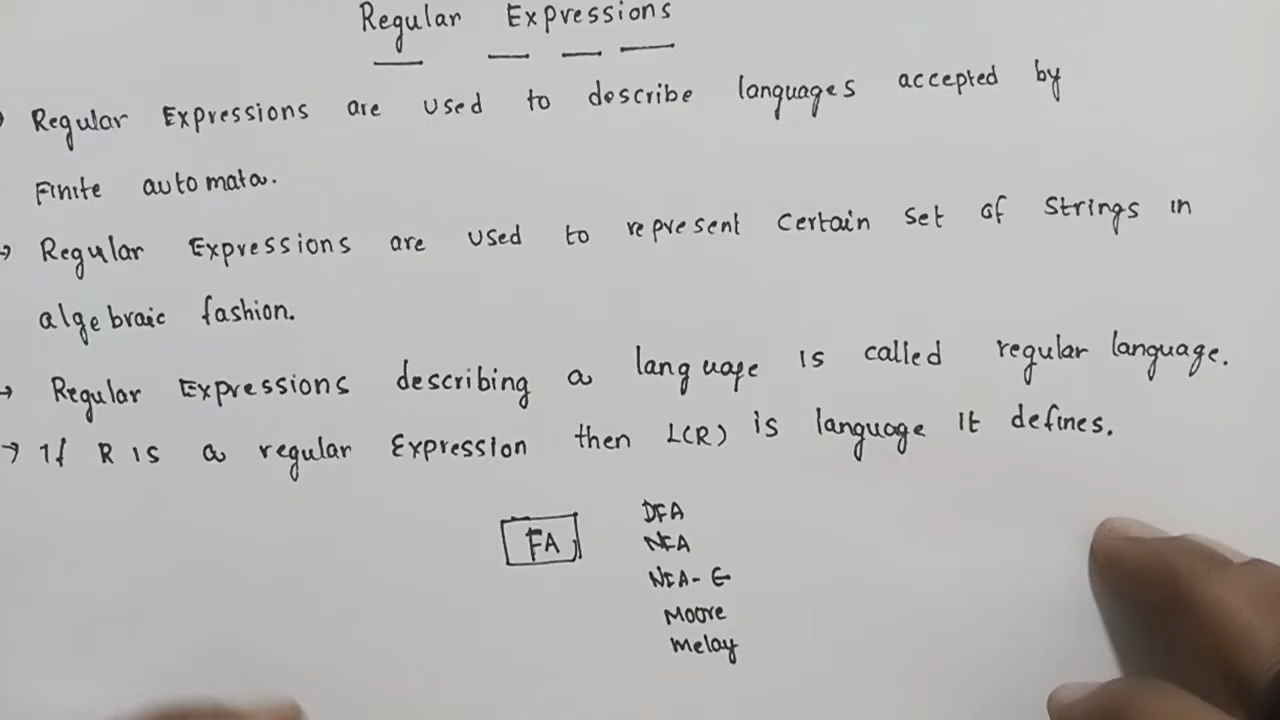 Regular Expressions
Regular Expressions are used to describe languages accepted by
Finite automata.
→ Regular Expressions are used to represent certain set of strings in
algebraic fashion.
→ Regular Expressions describing a language is called regular language.
→ If R is a regular Expression then L(R) is language it defines.
FA
DFA
NFA
NFA- ϵ
Moore
Melay